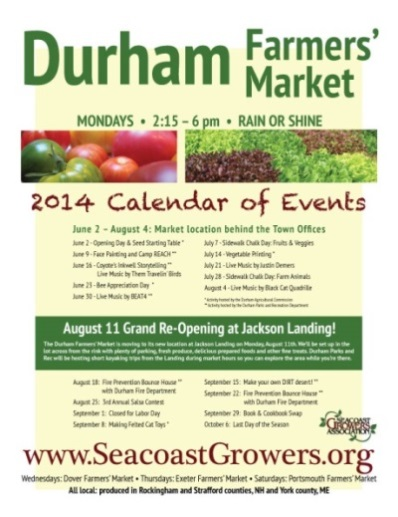 Durham Farmers' Market
MONDAYS • 2:15 – 6 pm • RAIN OR SHINE
2014 Calendar of Events
June 2 – August 4: Market location behind the Town Offices
June 2 - Opening Day & Seed Starting Table *
June 9 - Face Painting and Camp REACH **
June 16 - Coyote's Inkwell Storytelling **
Live Music by Them Travelin' Birds
June 23 - Bee Appreciation Day *
June 30 - Live Music by BEAT4 **
July 7 - Sidewalk Chalk Day: Fruits & Veggies
July 14 - Vegetable Printing *
July 21 - Live Music by Justin Demers
July 28 - Sidewalk Chalk Day: Farm Animals
August 4 - Live Music by Black Cat Quadrille
*Activity hosted by the Durham Agricultural Commission
**Activity hosted by the Durham Parks and Recreation Department
August 11 Grand Re-Opening at Jackson Landing!
The Durham Farmers' Market is moving to its new location at Jackson Landing on Monday, August 11th. We'll be set up in the
lot across from the rink with plenty of parking, fresh produce, delicious prepared foods and other fine treats. Durham Parks and
Rec will be hosting short kayaking trips from the Landing during market hours so you can explore the area while you're there.
August 18: Fire Prevention Bounce House **
with Durham Fire Department
August 25: 3rd Annual Salsa Contest
September 1: Closed for Labor Day
September 8: Making Felted Cat Toys *
September 15: Make your own DIRT desert! **
September 22: Fire Prevention Bounce House **
with Durham Fire Department
September 29: Book & Cookbook Swap
October 6: Last Day of the Season
SEACOAST
GROWERS
ASSOCIATION
www.SeacoastGrowers.org
Wednesdays: Dover Farmers' Market • Thursdays: Exeter Farmers' Market • Saturdays: Portsmouth Farmers' Market
All local: produced in Rockingham and Strafford counties, NH and York county, ME